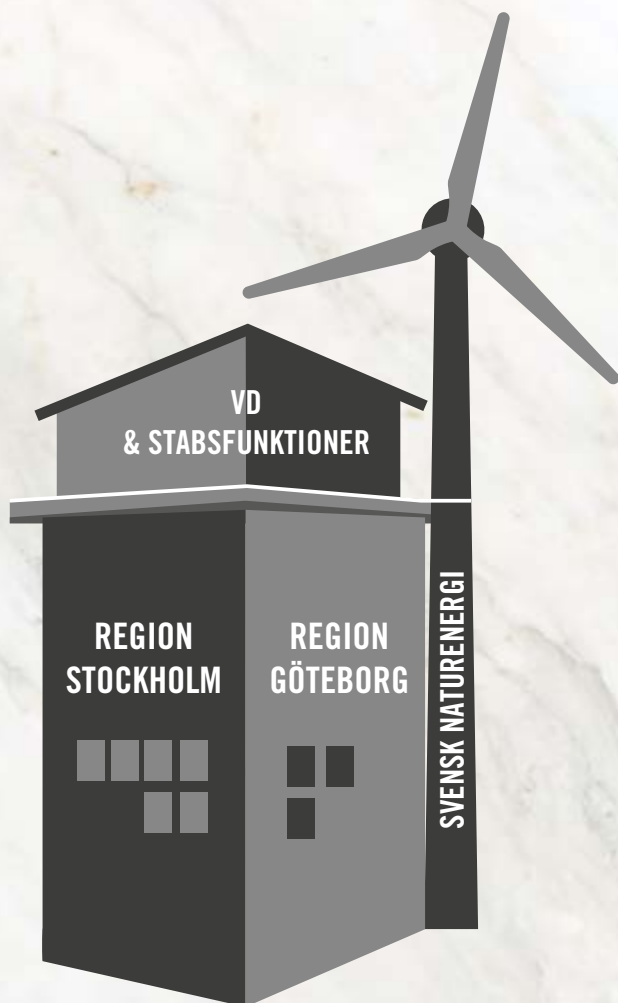 VD
& STABSFUNKTIONER
REGION
STOCKHOLM
REGION
GÖTEBORG
SVENSK NATURENERGI